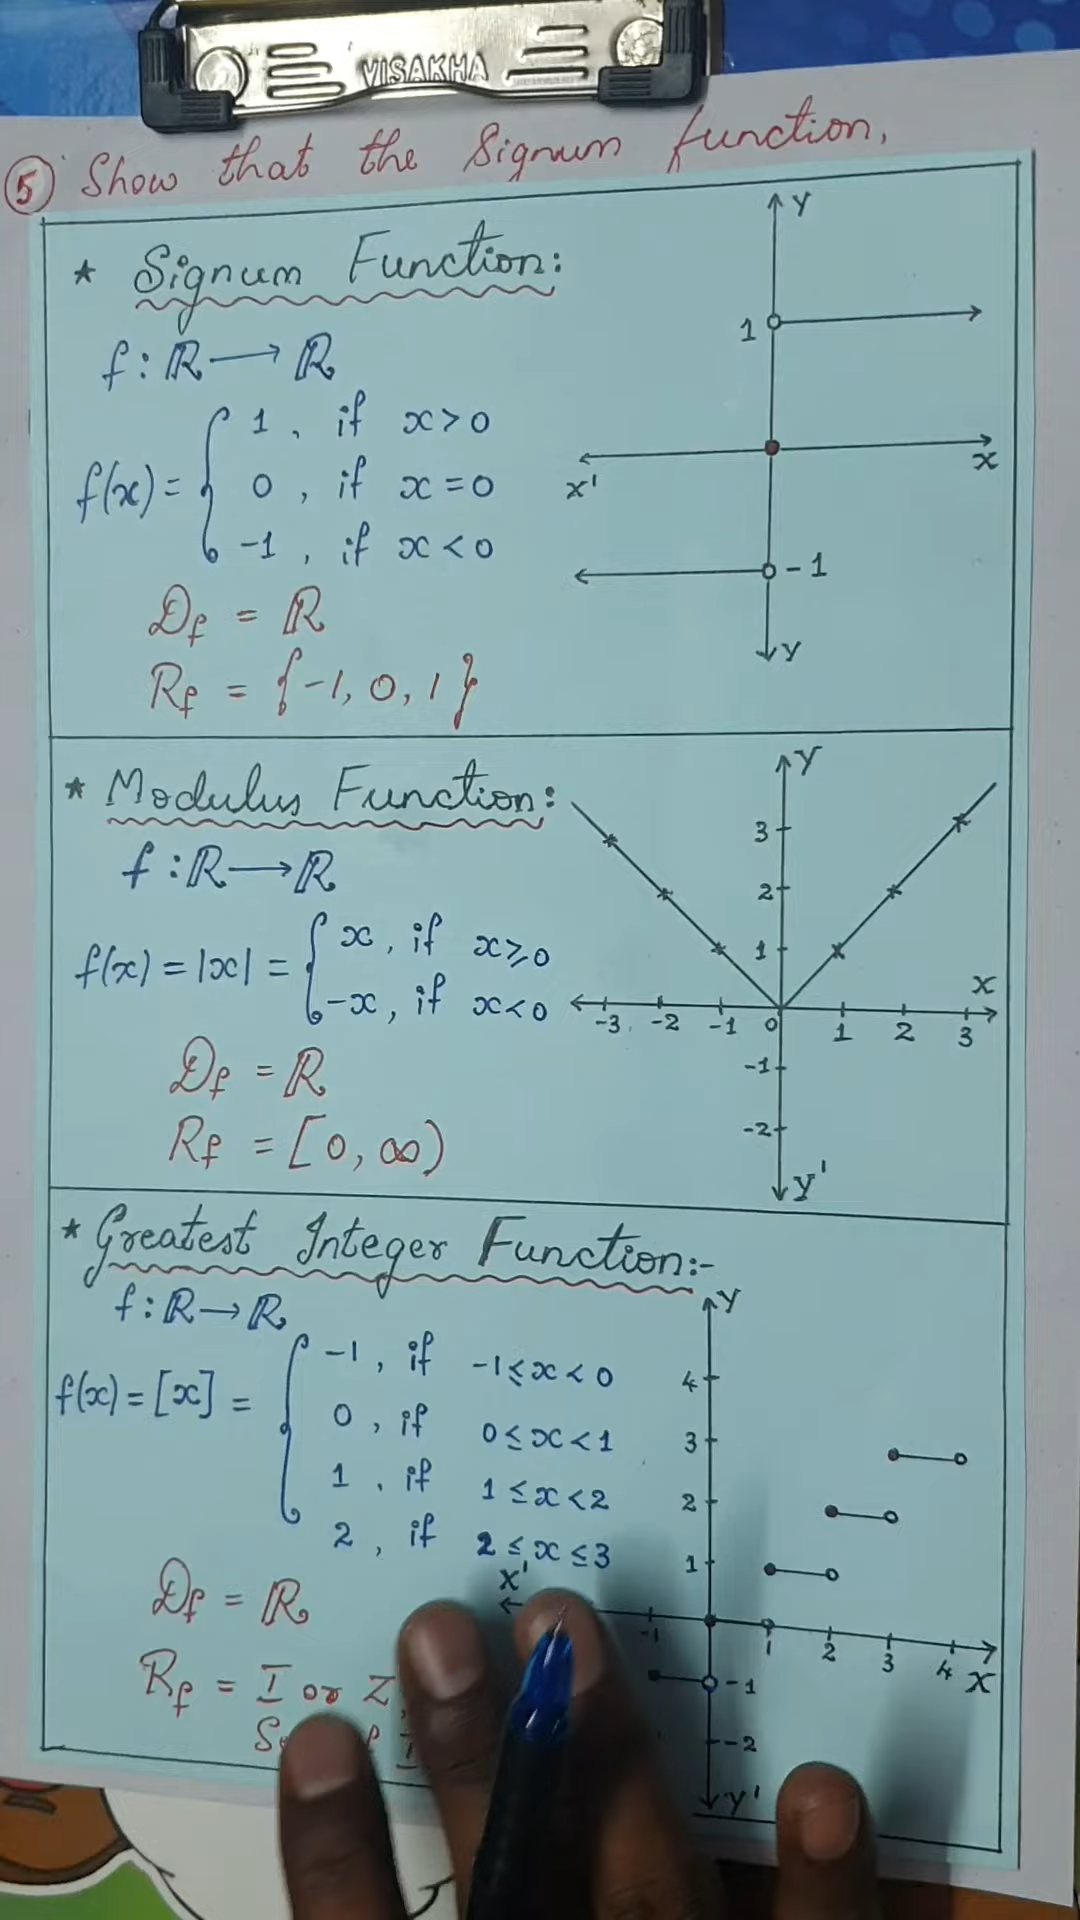 VISAKHA
5 Show that the Signum function,
* Signum Function:
f : ℝ ⟶ ℝ
f(x) = { 1, if x > 0
0, if x = 0
-1, if x < 0
Df = ℝ
Rf = {-1, 0, 1}
Y
1
X' X
-1
Y
* Modulus Function:
f : ℝ ⟶ ℝ
f(x) = |x| = { x, if x ≥ 0
-x, if x < 0
Df = ℝ
Rf = [0, ∞)
Y
3
2
1
X
-3 -2 -1 0 1 2 3
-1
-2
Y'
* Greatest Integer Function:-
f : ℝ → ℝ
f(x) = [x] = { -1, if -1 ≤ x < 0
0, if 0 ≤ x < 1
1, if 1 ≤ x < 2
2, if 2 ≤ x ≤ 3
Df = ℝ
Rf = I or Z,
Y
4
3
2
1
X'
-1 1 2 3 4 X
-1
-2
Y'